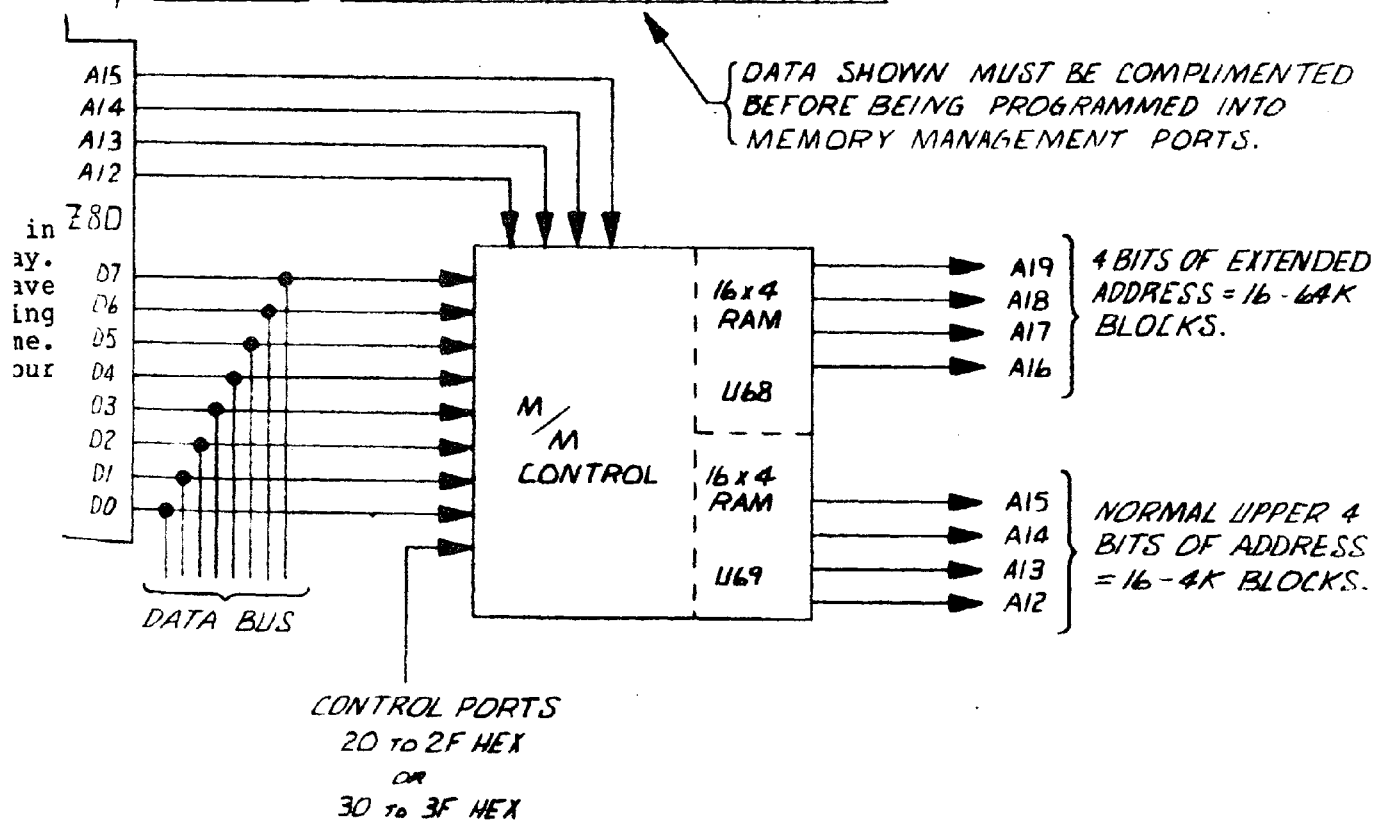 DATA SHOWN MUST BE COMPLIMENTED
BEFORE BEING PROGRAMMED INTO
MEMORY MANAGEMENT PORTS.
A15
A14
A13
A12
Z80
in
ay.
ave
ing
ne.
our
D7
D6
D5
D4
D3
D2
D1
D0
DATA BUS
M/M
CONTROL
16x4
RAM
U68
16x4
RAM
U69
A19
A18
A17
A16
4 BITS OF EXTENDED
ADDRESS = 16 - 64K
BLOCKS.
A15
A14
A13
A12
NORMAL UPPER 4
BITS OF ADDRESS
= 16 - 4K BLOCKS.
CONTROL PORTS
20 TO 2F HEX
OR
30 TO 3F HEX